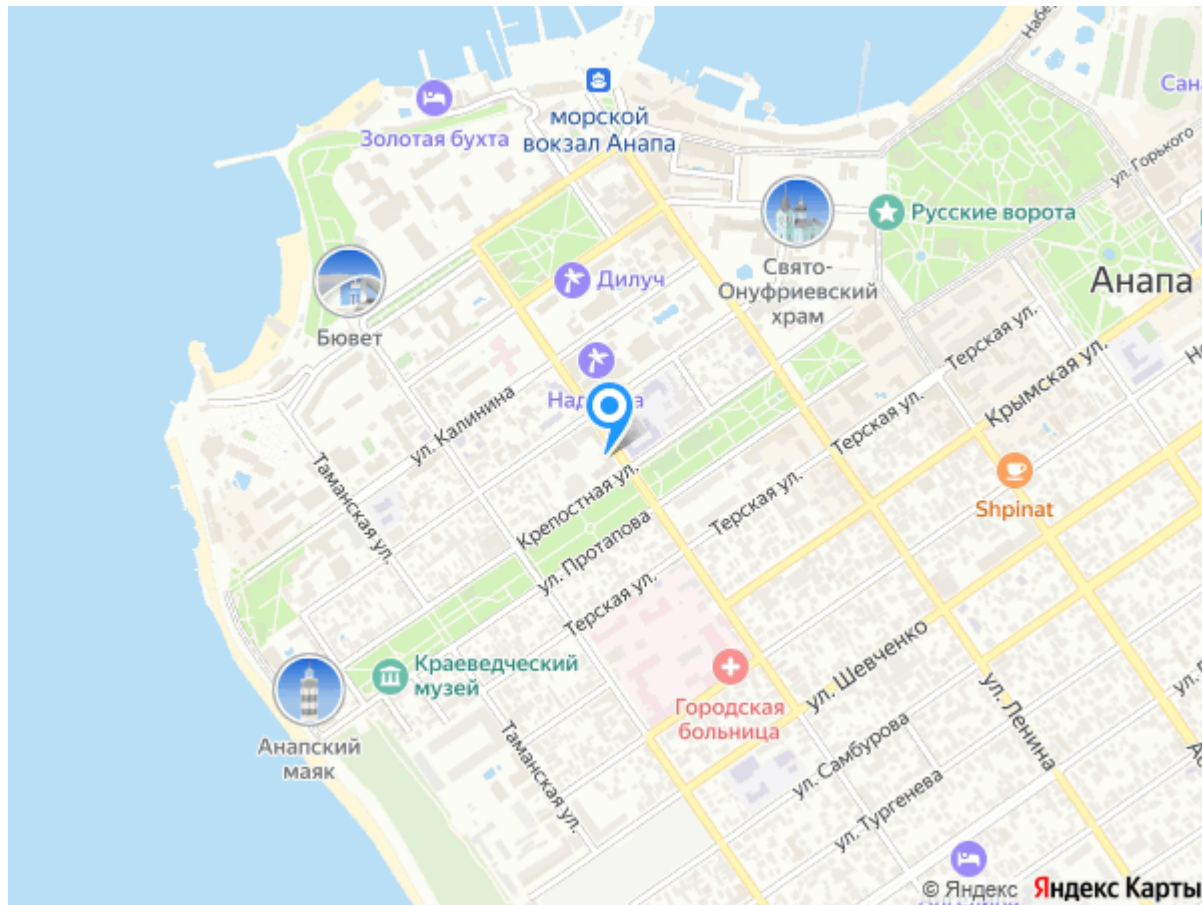 Набе
Сана
Золотая бухта
морской
вокзал Анапа
ул. Горького
Русские ворота
Дилуч
Свято-
Онуфриевский
храм
Анапа
Бювет
Терская ул.
Крымская ул.
ул. Калинина
Терская ул.
Таманская ул.
Крепостная ул.
Терская ул.
Shpinat
ул. Протапова
Терская ул.
Краеведческий
музей
ул. Шевченко
Городская
больница
ул. Ленина
Анапский
маяк
Таманская ул.
ул. Самбурова
ул. Тургенева
© Яндекс Яндекс Карты